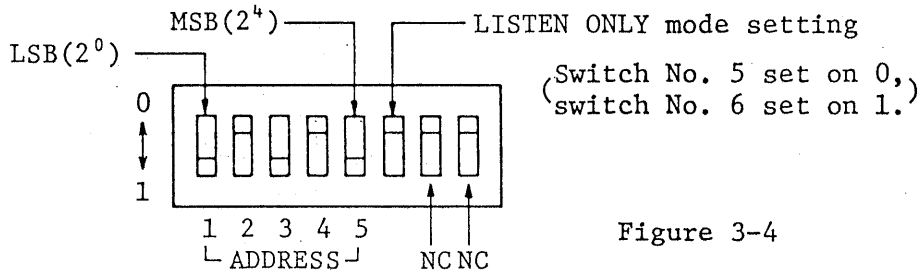 MSB(2⁴)
LISTEN ONLY mode setting
LSB(2⁰)
(Switch No. 5 set on 0,
switch No. 6 set on 1.)
0
1
1 2 3 4 5
ADDRESS
NC NC
Figure 3-4